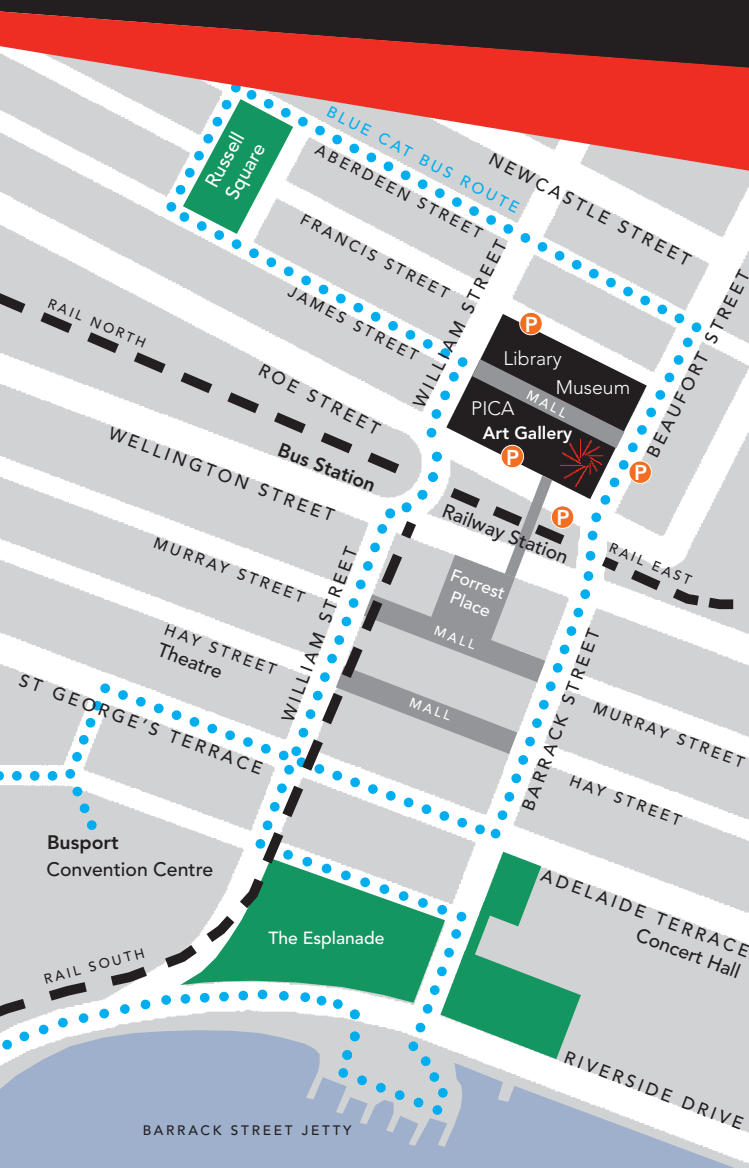 BLUE CAT BUS ROUTE
Russell
Square
ABERDEEN STREET
NEWCASTLE STREET
FRANCIS STREET
WILLIAM STREET
JAMES STREET
BEAUFORT STREET
RAIL NORTH
P
Library
Museum
MALL
PICA
Art Gallery
P
P
P
ROE STREET
Bus Station
WELLINGTON STREET
Railway Station
RAIL EAST
MURRAY STREET
Forrest
Place
MALL
HAY STREET
Theatre
WILLIAM STREET
MALL
BARRACK STREET
MURRAY STREET
ST GEORGE'S TERRACE
HAY STREET
Busport
Convention Centre
ADELAIDE TERRACE
Concert Hall
The Esplanade
RAIL SOUTH
RIVERSIDE DRIVE
BARRACK STREET JETTY